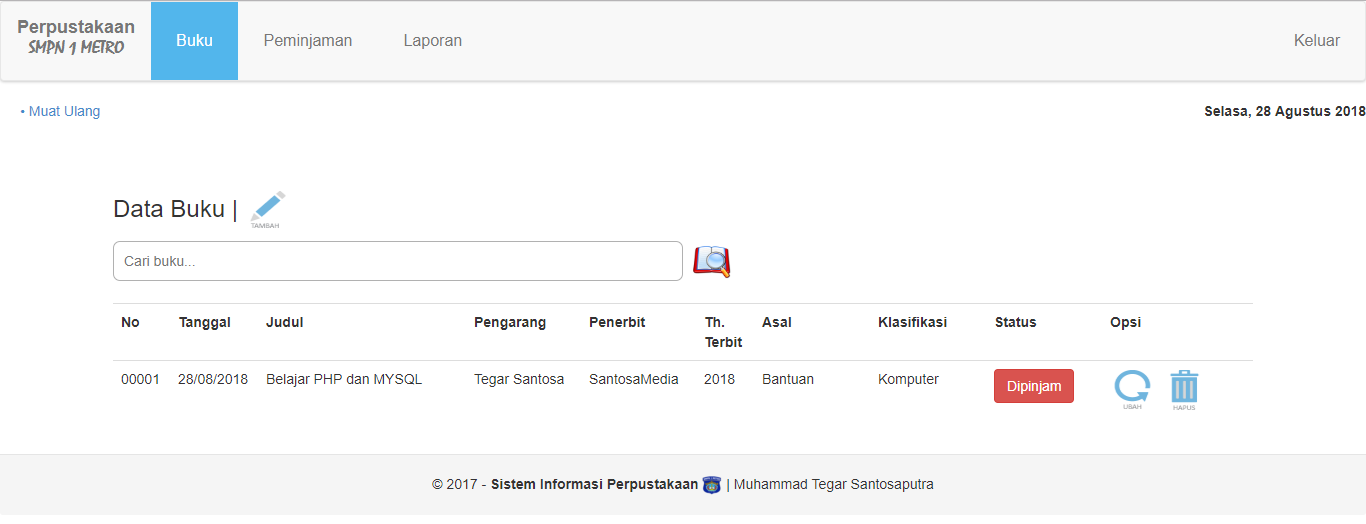 Perpustakaan
SMPN 1 METRO
Buku
Peminjaman
Laporan
Keluar
• Muat Ulang
Selasa, 28 Agustus 2018
Data Buku |
TAMBAH
Cari buku...
No Tanggal Judul Pengarang Penerbit Th. Terbit Asal Klasifikasi Status Opsi
00001 28/08/2018 Belajar PHP dan MYSQL Tegar Santosa SantosaMedia 2018 Bantuan Komputer Dipinjam
UBAH
HAPUS
© 2017 - Sistem Informasi Perpustakaan | Muhammad Tegar Santosaputra